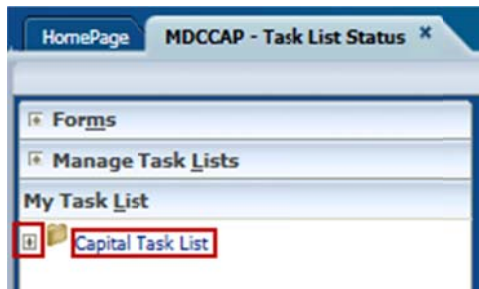 HomePage MDCCAP - Task List Status ×
Forms
Manage Task Lists
My Task List
Capital Task List